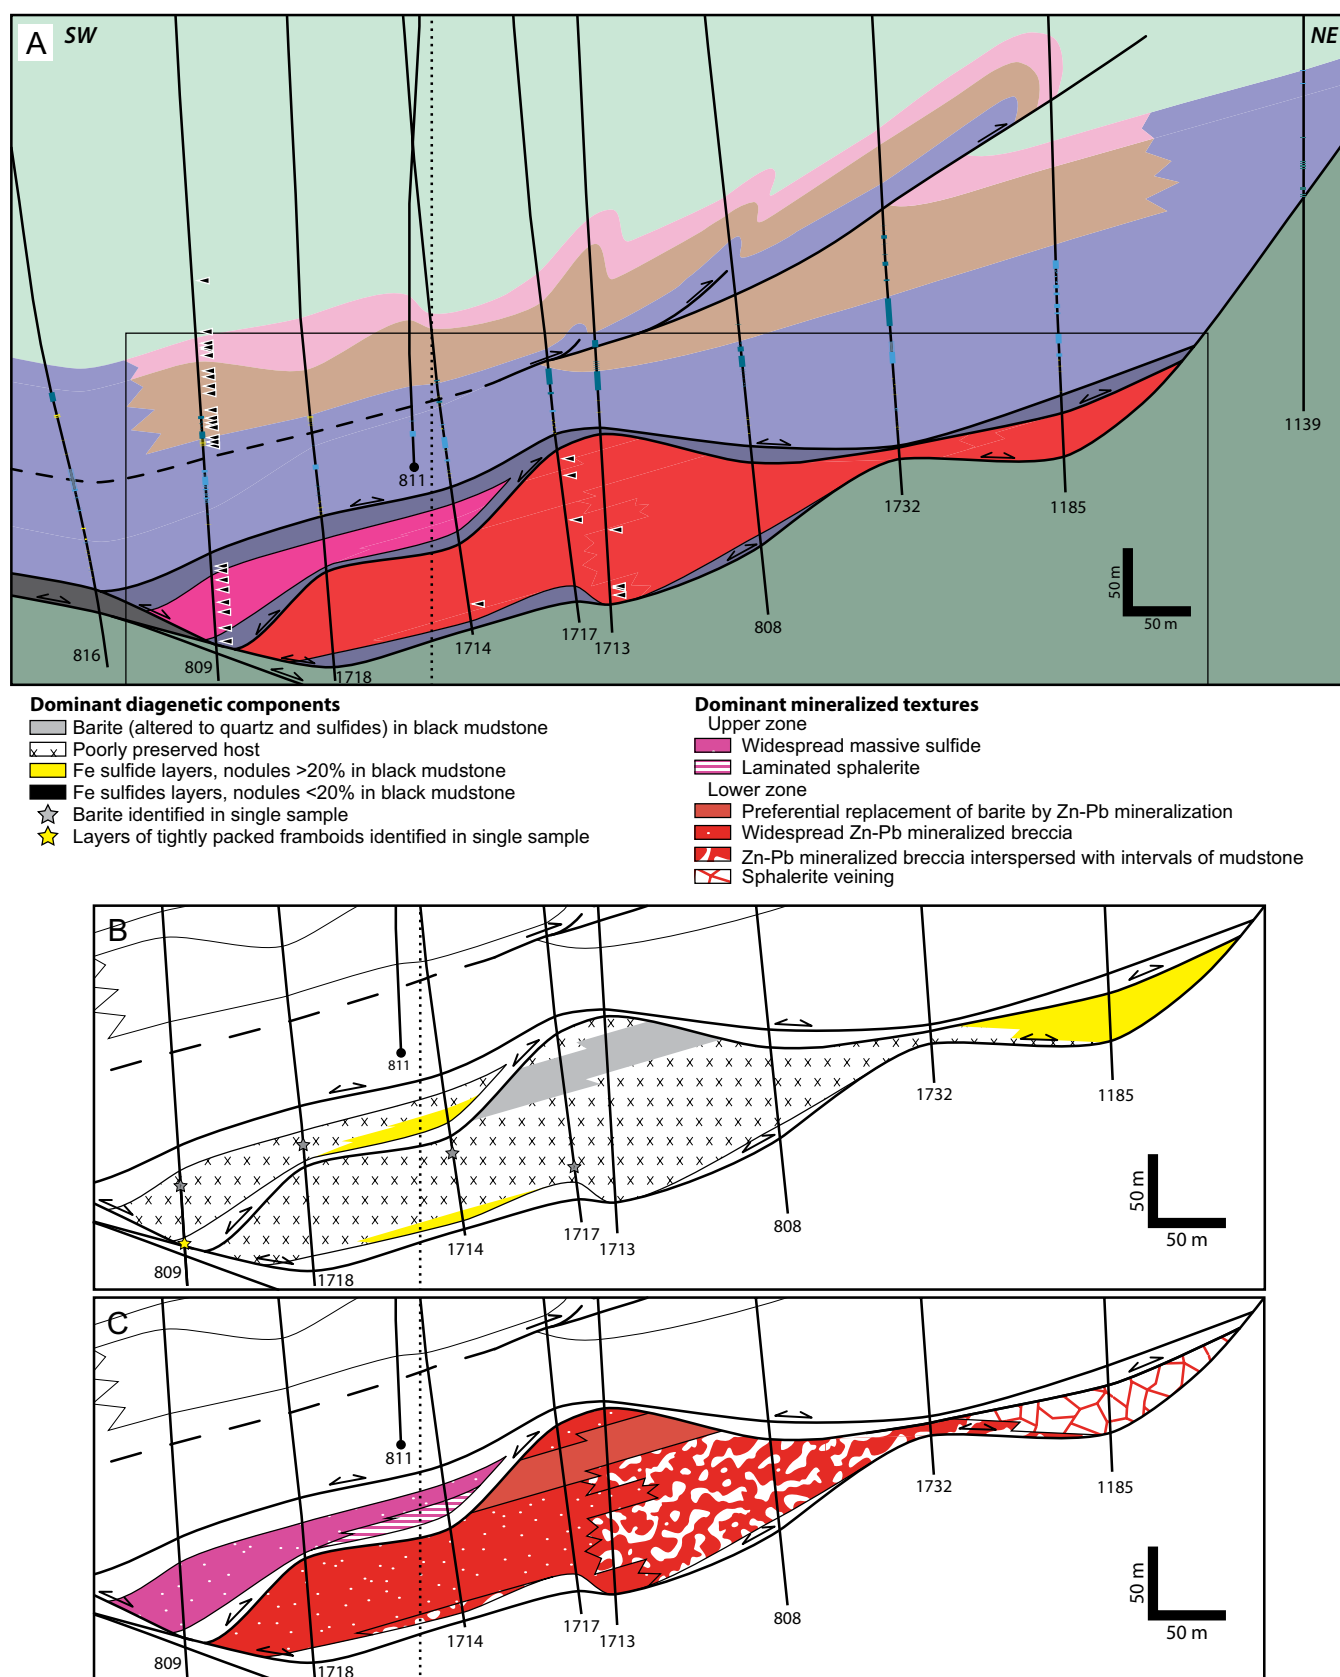 A
SW
NE
811
1139
1732
1185
50 m
50 m
808
816
809
1718
1714
1717
1713
Dominant diagenetic components
Barite (altered to quartz and sulfides) in black mudstone
Poorly preserved host
Fe sulfide layers, nodules >20% in black mudstone
Fe sulfides layers, nodules <20% in black mudstone
Barite identified in single sample
Layers of tightly packed framboids identified in single sample
Dominant mineralized textures
Upper zone
Widespread massive sulfide
Laminated sphalerite
Lower zone
Preferential replacement of barite by Zn-Pb mineralization
Widespread Zn-Pb mineralized breccia
Zn-Pb mineralized breccia interspersed with intervals of mudstone
Sphalerite veining
B
811
1732
1185
50 m
50 m
809
1718
1714
1717
1713
808
C
811
1732
1185
50 m
50 m
809
1718
1714
1717
1713
808